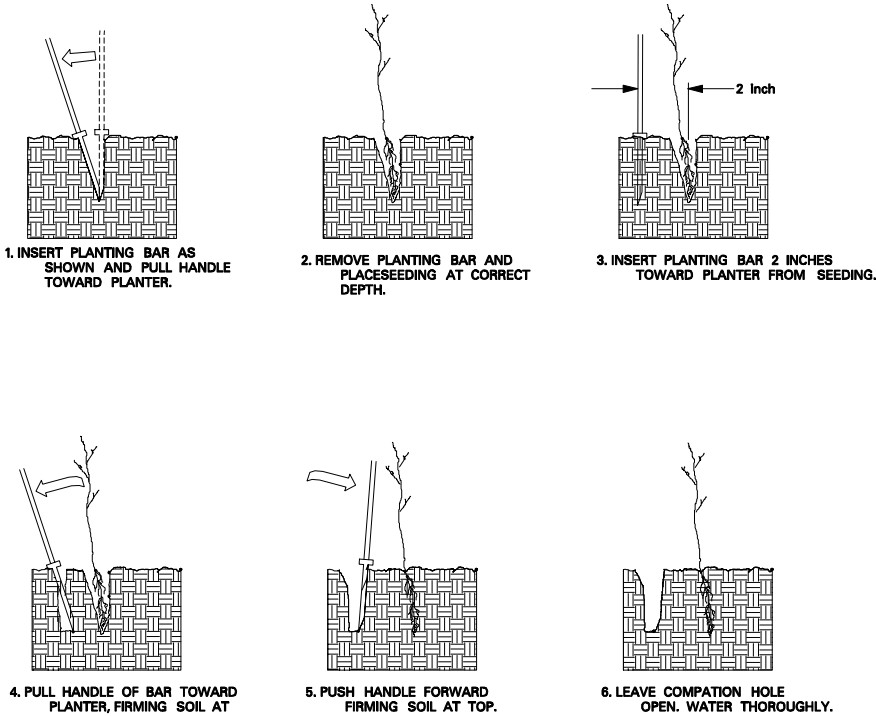 2 Inch
1. INSERT PLANTING BAR AS
SHOWN AND PULL HANDLE
TOWARD PLANTER.
2. REMOVE PLANTING BAR AND
PLACESEEDING AT CORRECT
DEPTH.
3. INSERT PLANTING BAR 2 INCHES
TOWARD PLANTER FROM SEEDING.
4. PULL HANDLE OF BAR TOWARD
PLANTER, FIRMING SOIL AT
5. PUSH HANDLE FORWARD
FIRMING SOIL AT TOP.
6. LEAVE COMPATION HOLE
OPEN. WATER THOROUGHLY.